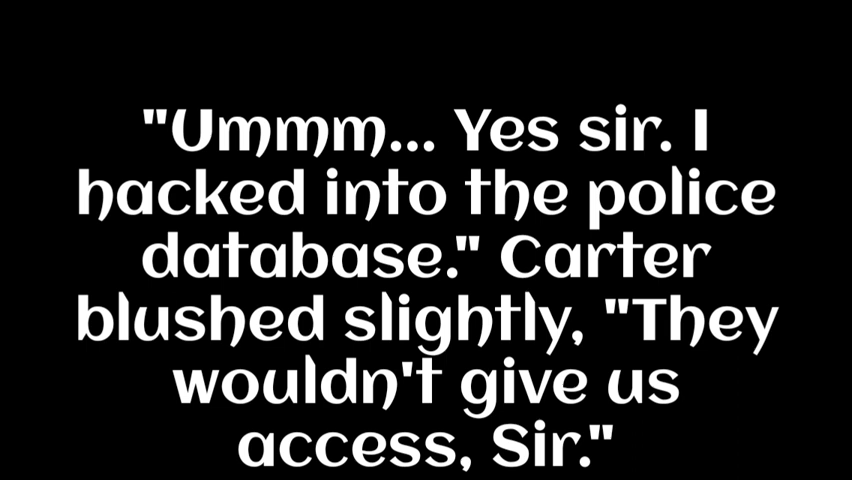 "Ummm... Yes sir. I
hacked into the police
database." Carter
blushed slightly, "They
wouldn't give us
access, Sir."